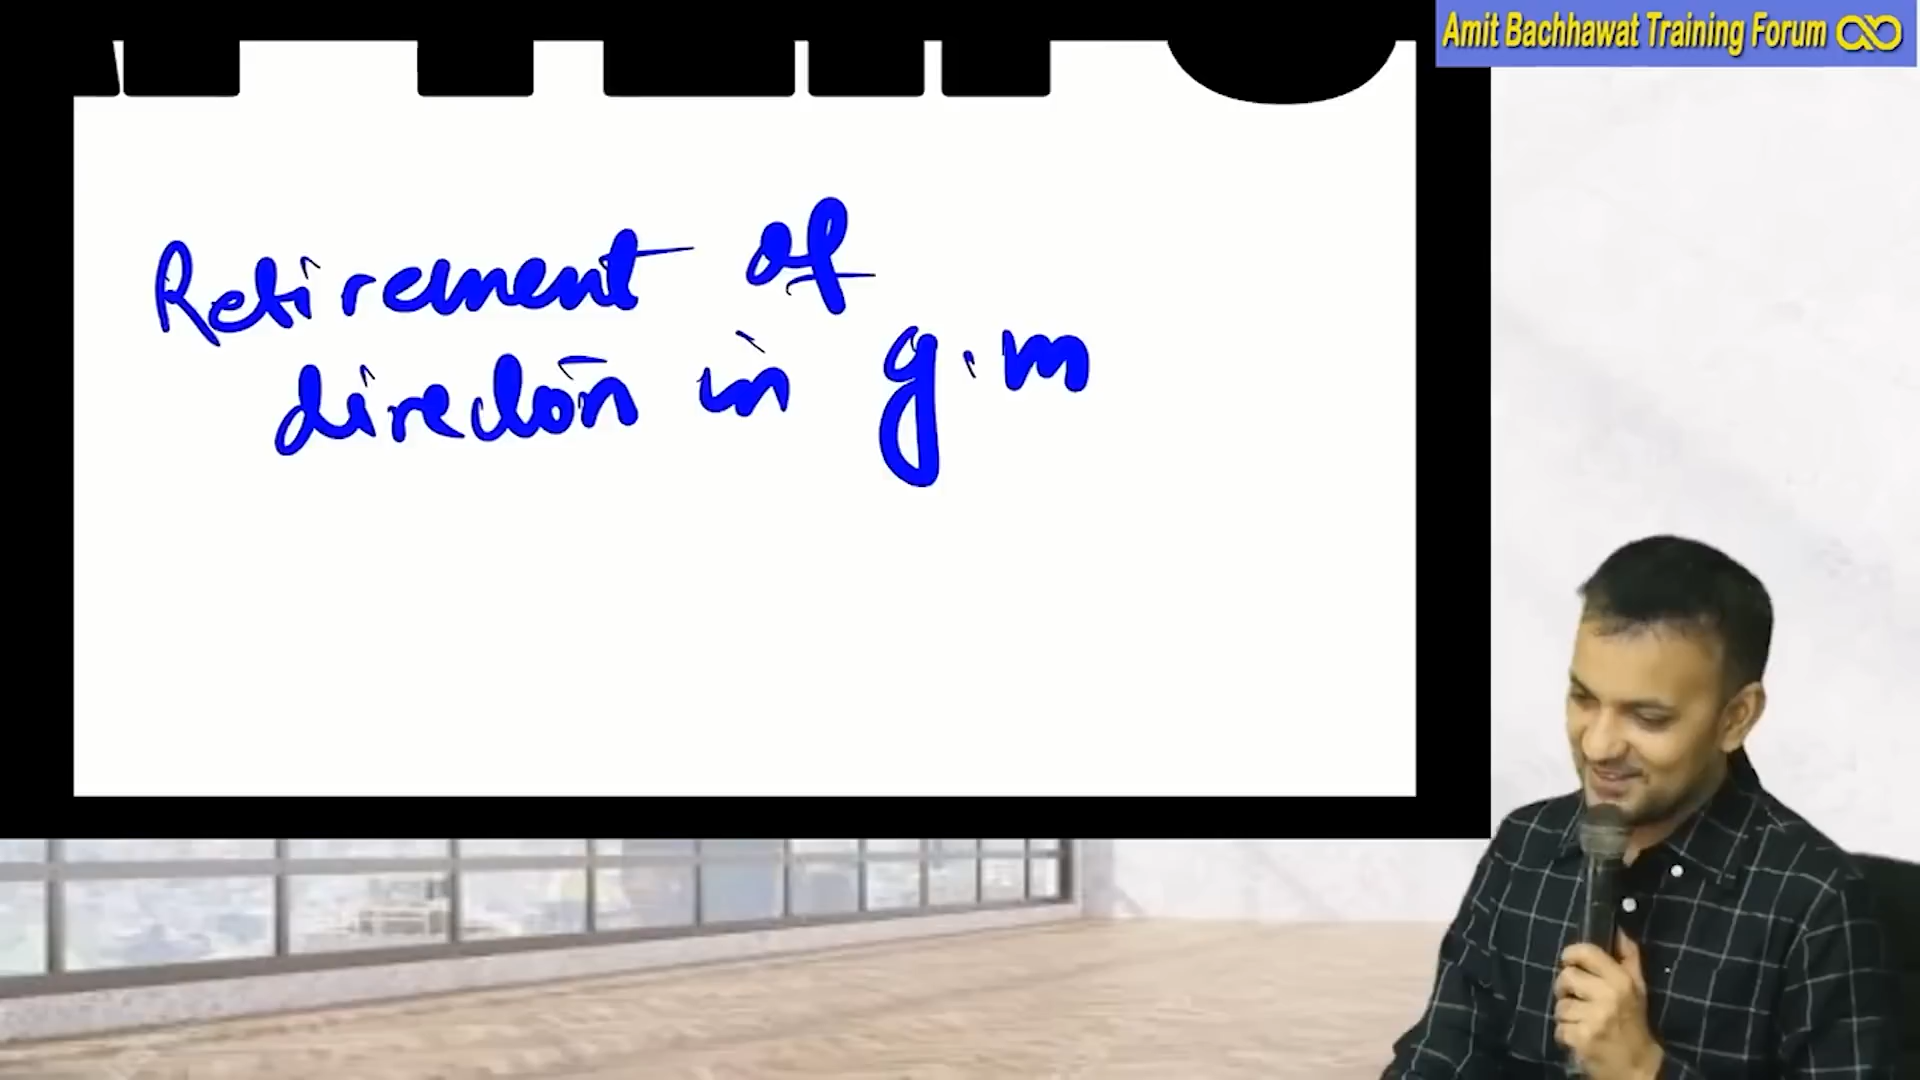 Amit Bachhawat Training Forum
Retirement of
directors in g.m